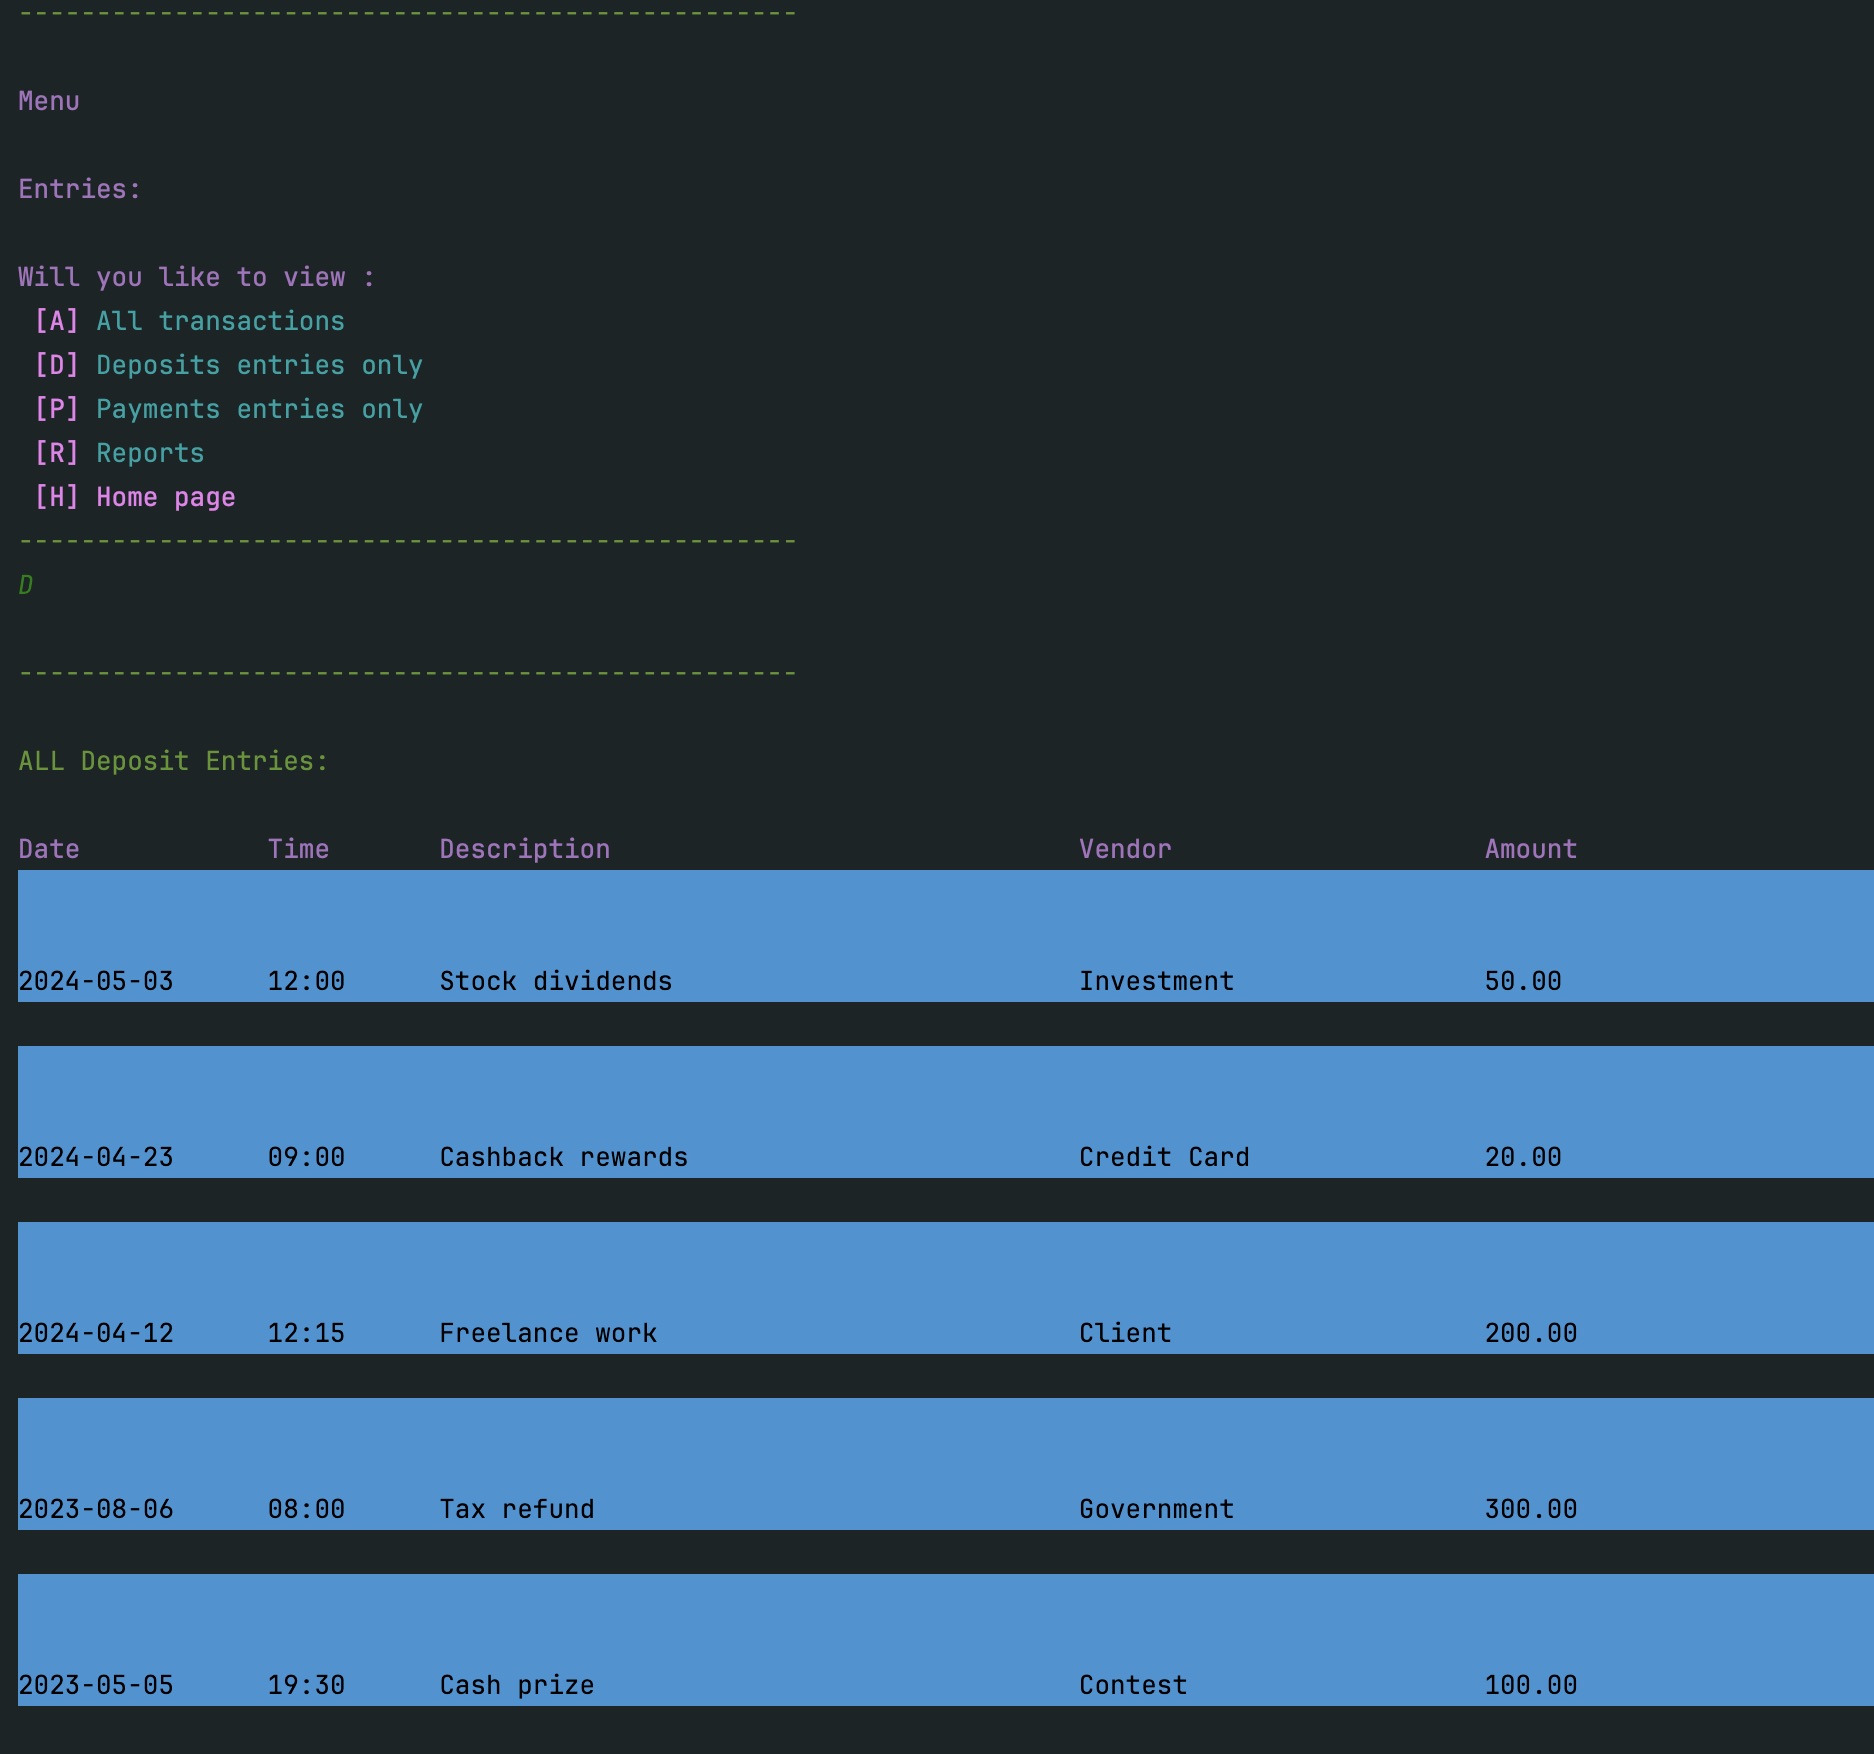 --------------------------------------------------
Menu
Entries:
Will you like to view :
[A] All transactions
[D] Deposits entries only
[P] Payments entries only
[R] Reports
[H] Home page
--------------------------------------------------
D
--------------------------------------------------
ALL Deposit Entries:
Date Time Description Vendor Amount
2024-05-03 12:00 Stock dividends Investment 50.00
2024-04-23 09:00 Cashback rewards Credit Card 20.00
2024-04-12 12:15 Freelance work Client 200.00
2023-08-06 08:00 Tax refund Government 300.00
2023-05-05 19:30 Cash prize Contest 100.00